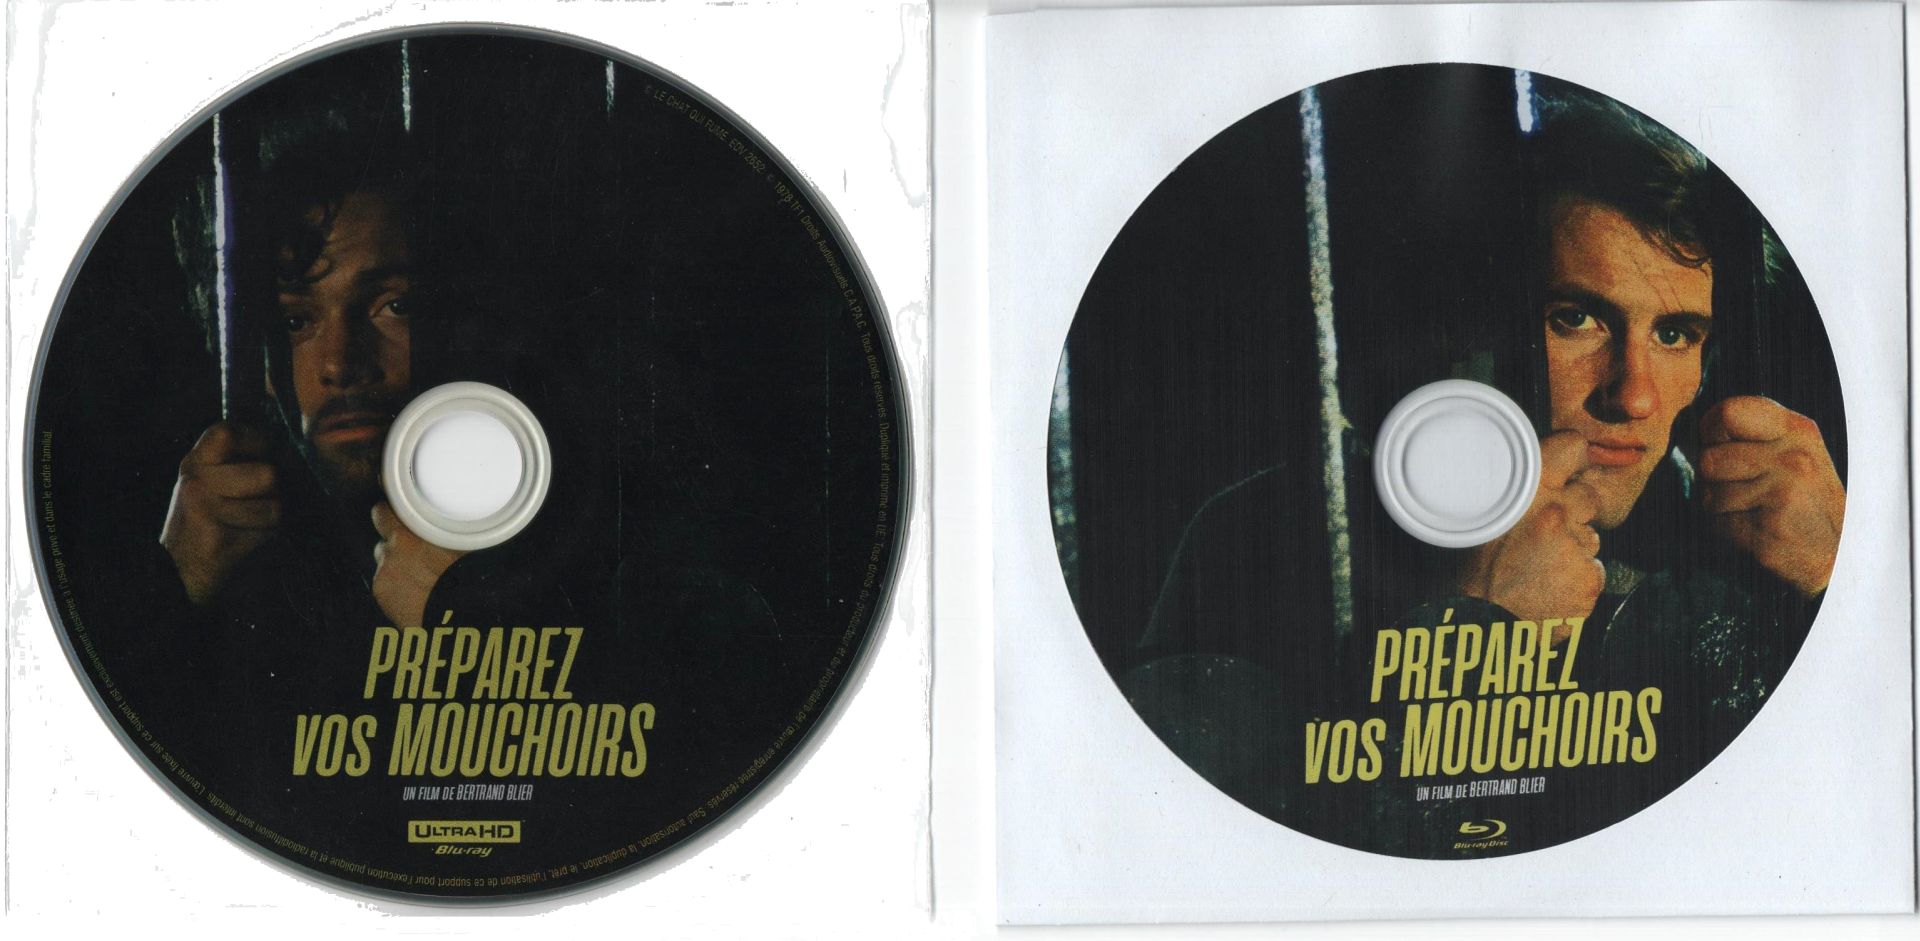 © LE CHAT QUI FUME. EDV 2652. © 1978 TF1 Droits Audiovisuels C.A.P.A.C. Tous droits réservés. Dupliqué et imprimé en UE. Tous droits du producteur et du propriétaire de l'œuvre enregistrée réservés. Sauf autorisation, la duplication, le prêt, l'utilisation de ce support pour l'exécution publique et la radiodiffusion sont interdits. L'œuvre fixée sur ce support est exclusivement destinée à l'usage privé et dans le cadre familial.
PRÉPAREZ
VOS MOUCHOIRS
UN FILM DE BERTRAND BLIER
ULTRA HD
Blu-ray
PRÉPAREZ
VOS MOUCHOIRS
UN FILM DE BERTRAND BLIER
Blu-ray Disc